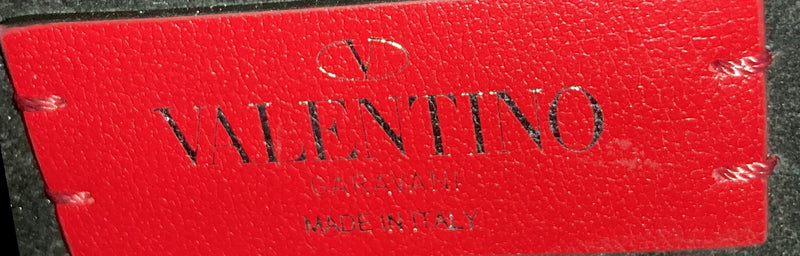 V
VALENTINO
GARAVANI
MADE IN ITALY